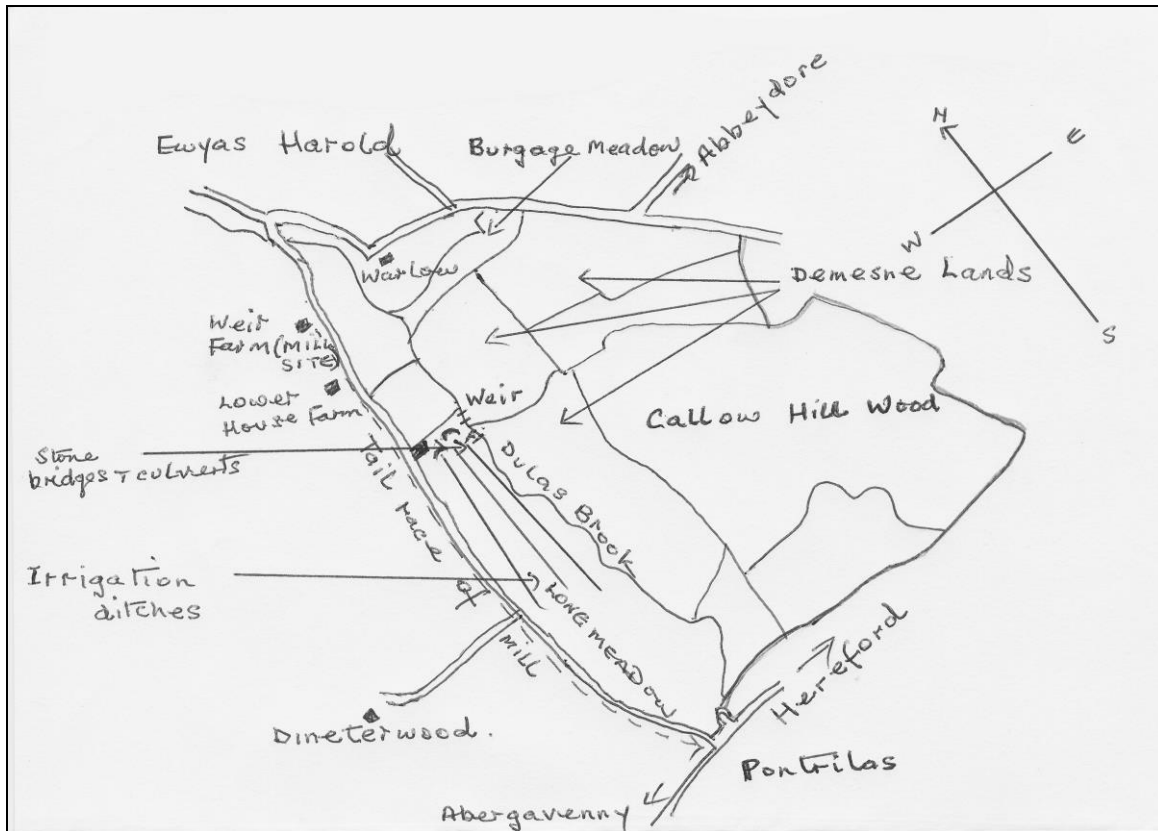 Ewyas Harold
Burgage Meadow
Abbeydore
N
E
W
S
Warlow
Demesne Lands
Weir
Farm (MILL
SITE)
Lower
House Farm
Weir
Callow Hill Wood
Stone
bridges + culverts
Dulas Brook
Tail race of mill
Irrigation
ditches
LONG MEADOW
Hereford
Dineterwood.
Pontrilas
Abergavenny